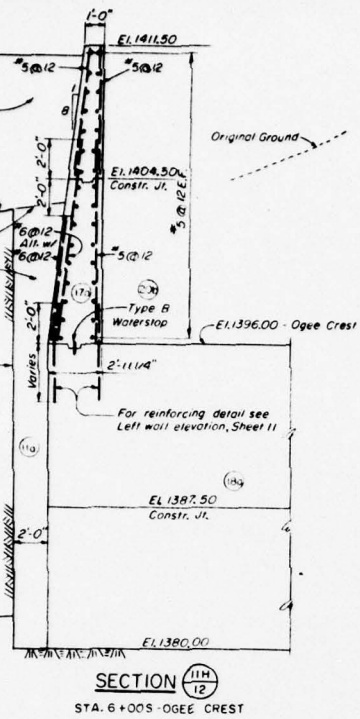 1'-0"
El. 1411.50
#5@12
#5@12
8
1
Original Ground
2'-0"
El. 1404.50
Constr. Jt.
2'-0"
#5@12 E.F.
#6@12
Alt. w/
#6@12
#5@12
17a
20b
2'-0"
Type B
Waterstop
El. 1396.00 - Ogee Crest
Varies
2'-11 1/4"
For reinforcing detail see
Left wall elevation, Sheet 11
11a
18a
El. 1387.50
Constr. Jt.
2'-0"
El. 1380.00
SECTION 11H
12
STA. 6+00S - OGEE CREST